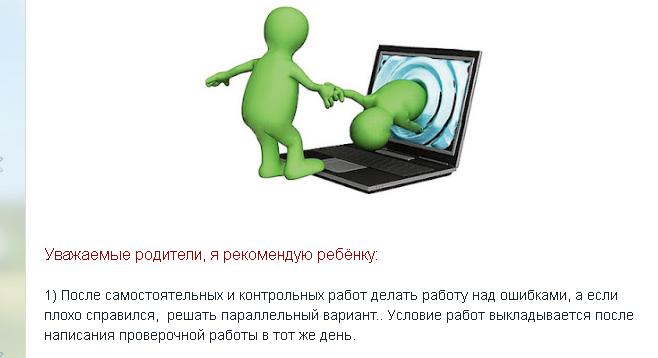 Уважаемые родители, я рекомендую ребёнку:
1) После самостоятельных и контрольных работ делать работу над ошибками, а если
плохо справился,  решать параллельный вариант.. Условие работ выкладывается после
написания проверочной работы в тот же день.